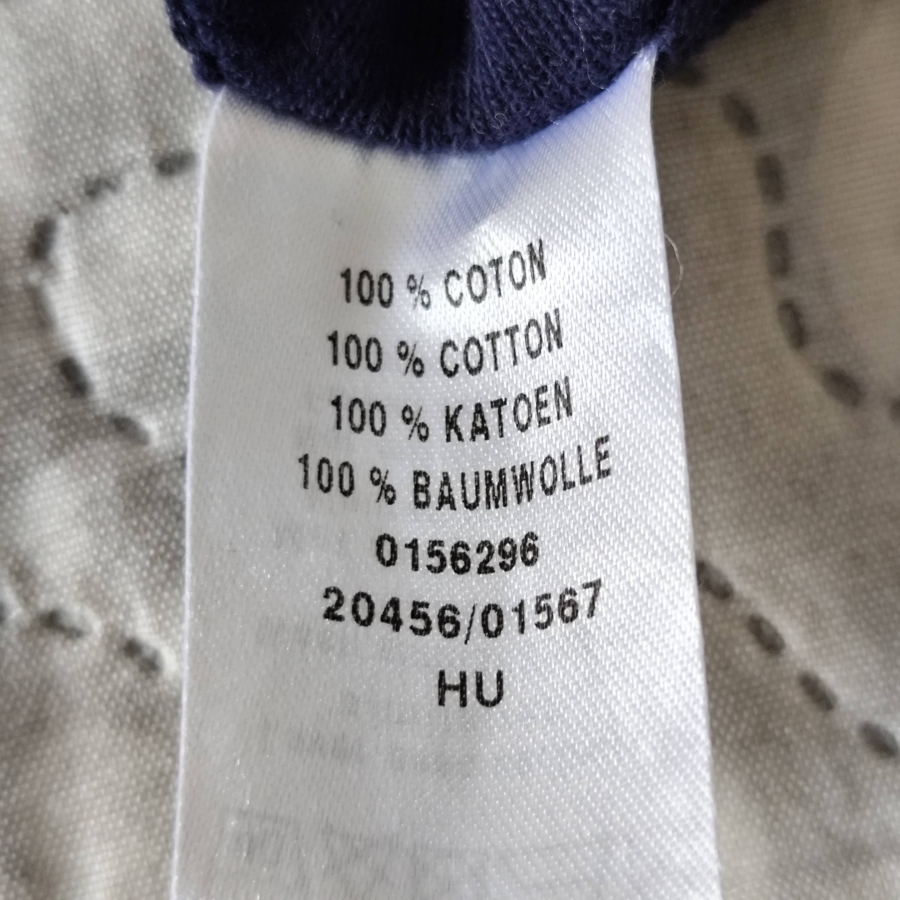 100 % COTON
100 % COTTON
100 % KATOEN
100 % BAUMWOLLE
0156296
20456/01567
HU